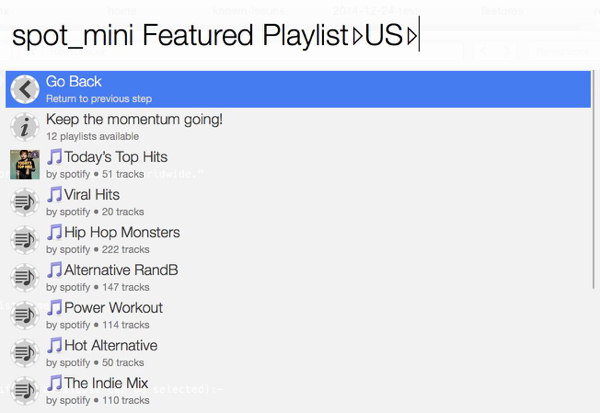 spot_mini Featured Playlist▷US▷
Go Back
Return to previous step
Keep the momentum going!
12 playlists available
🎵Today's Top Hits
by spotify • 51 tracks
🎵Viral Hits
by spotify • 20 tracks
🎵Hip Hop Monsters
by spotify • 222 tracks
🎵Alternative RandB
by spotify • 147 tracks
🎵Power Workout
by spotify • 114 tracks
🎵Hot Alternative
by spotify • 50 tracks
🎵The Indie Mix
by spotify • 110 tracks